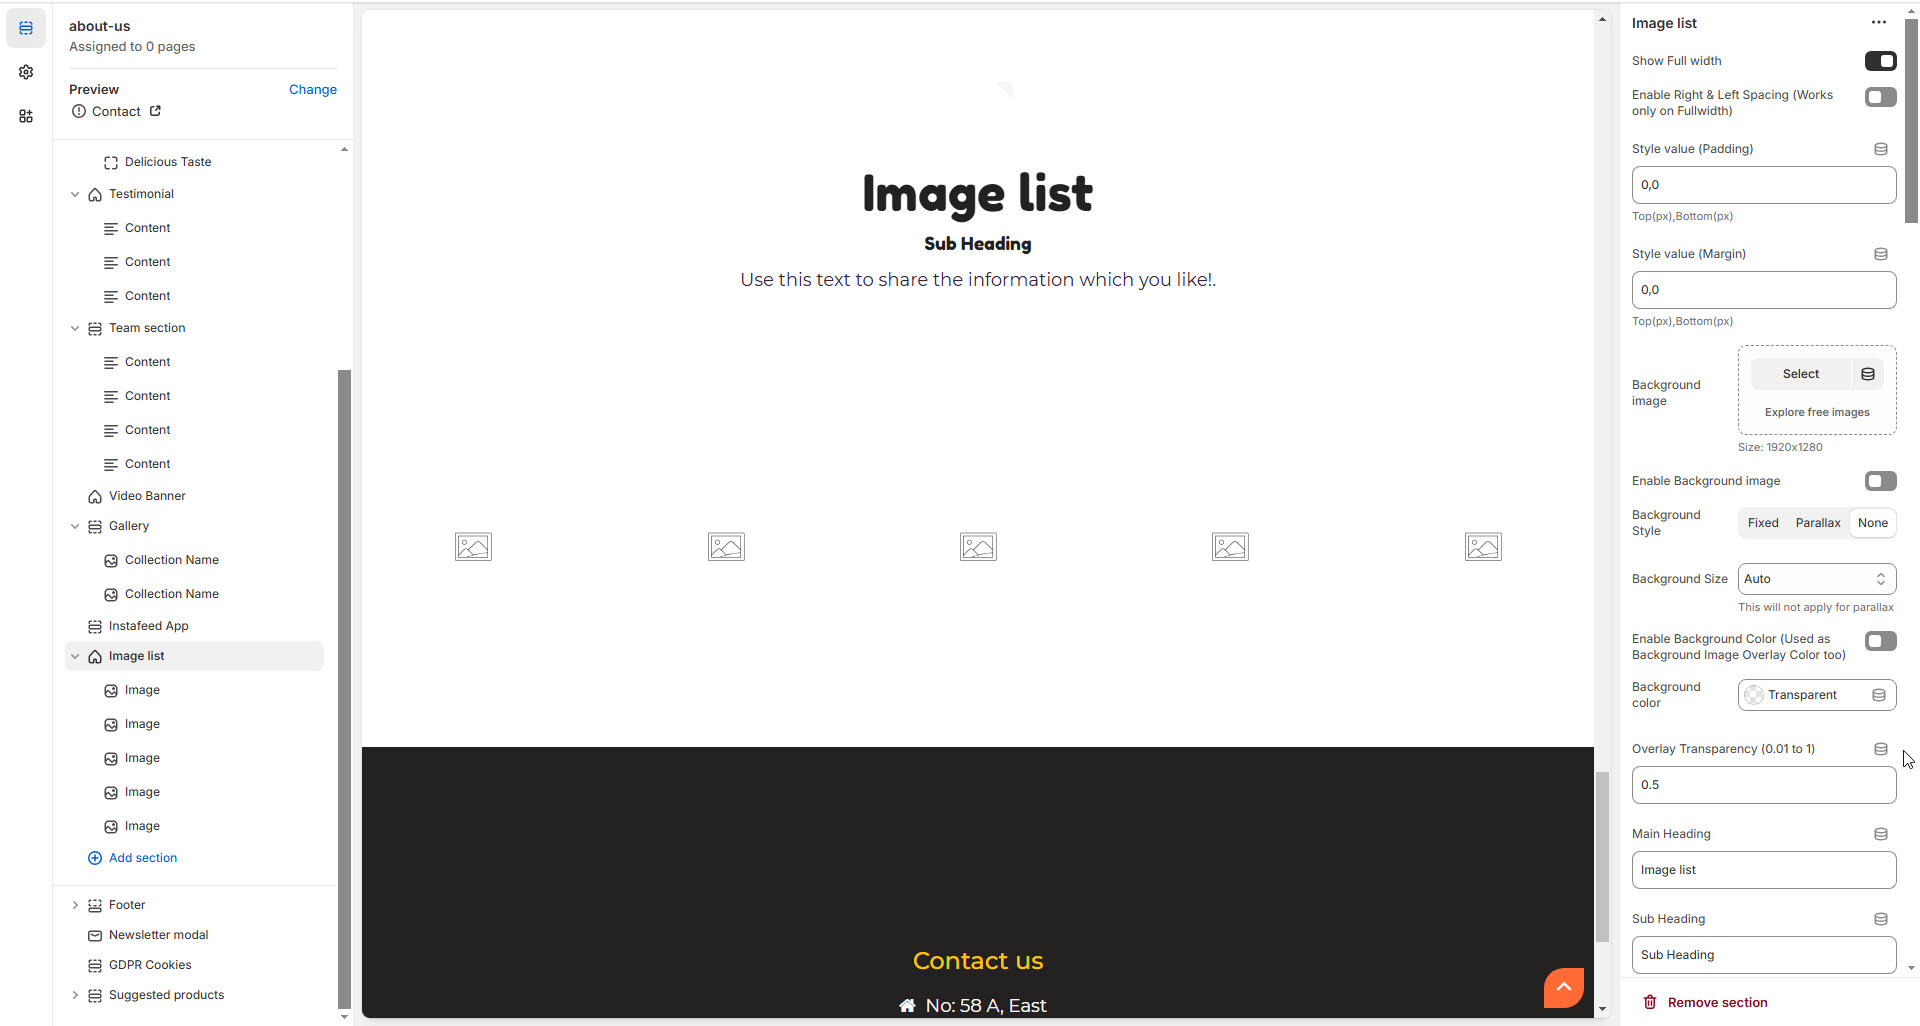 about-us
Assigned to 0 pages
Preview
Change
Contact
Delicious Taste
Testimonial
Content
Content
Content
Team section
Content
Content
Content
Content
Video Banner
Gallery
Collection Name
Collection Name
Instafeed App
Image list
Image
Image
Image
Image
Image
Add section
Footer
Newsletter modal
GDPR Cookies
Suggested products
Image list
Sub Heading
Use this text to share the information which you like!.
Contact us
No: 58 A, East
Image list
Show Full width
Enable Right & Left Spacing (Works
only on Fullwidth)
Style value (Padding)
0,0
Top(px),Bottom(px)
Style value (Margin)
0,0
Top(px),Bottom(px)
Background
image
Select
Explore free images
Size: 1920x1280
Enable Background image
Background
Style
Fixed
Parallax
None
Background Size
Auto
This will not apply for parallax
Enable Background Color (Used as
Background Image Overlay Color too)
Background
color
Transparent
Overlay Transparency (0.01 to 1)
0.5
Main Heading
Image list
Sub Heading
Sub Heading
Remove section